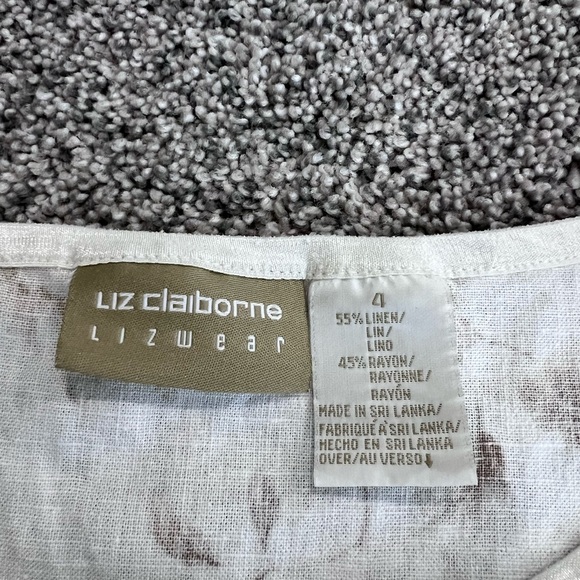 Liz claiborne
LIZwear
4
55% LINEN/
LIN/
LINO
45% RAYON/
RAYONNE/
RAYÓN
MADE IN SRI LANKA/
FABRIQUÉ À SRI LANKA/
HECHO EN SRI LANKA
OVER/AU VERSO